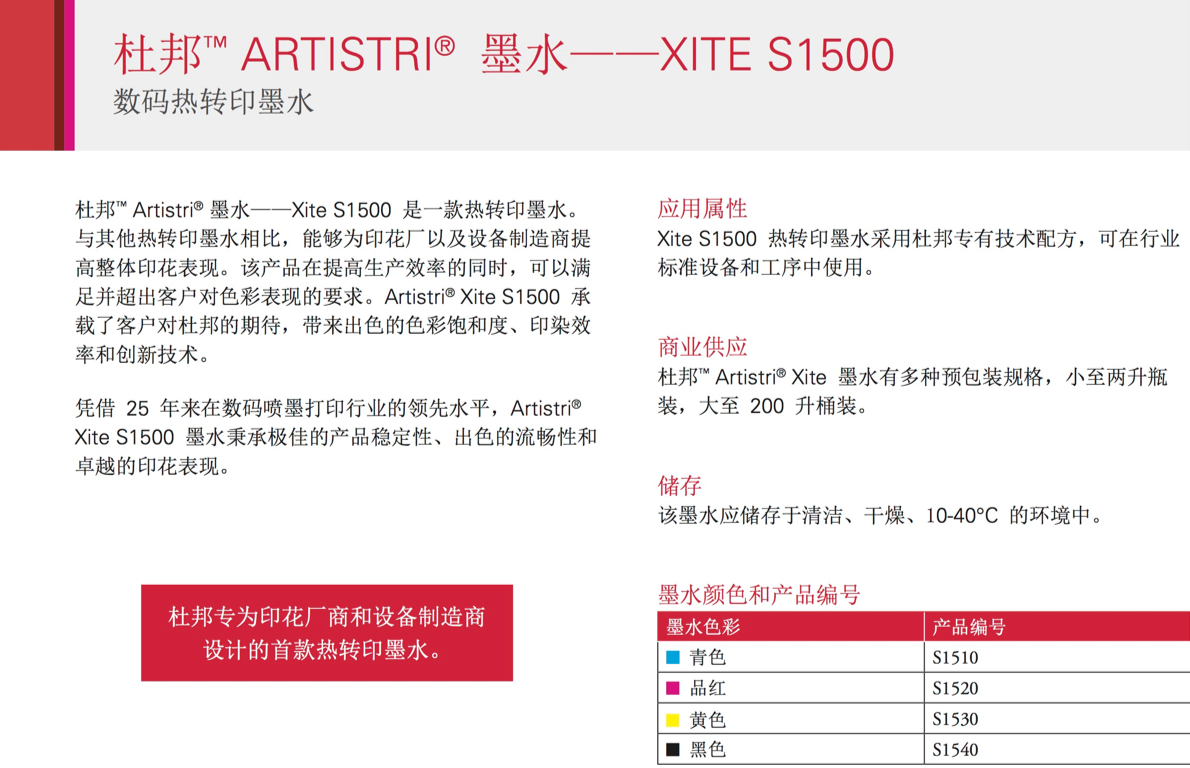 杜邦™ ARTISTRI® 墨水——XITE S1500
数码热转印墨水
杜邦™ Artistri® 墨水——Xite S1500 是一款热转印墨水。
与其他热转印墨水相比，能够为印花厂以及设备制造商提
高整体印花表现。该产品在提高生产效率的同时，可以满
足并超出客户对色彩表现的要求。Artistri® Xite S1500 承
载了客户对杜邦的期待，带来出色的色彩饱和度、印染效
率和创新技术。
凭借 25 年来在数码喷墨打印行业的领先水平，Artistri®
Xite S1500 墨水秉承极佳的产品稳定性、出色的流畅性和
卓越的印花表现。
杜邦专为印花厂商和设备制造商
设计的首款热转印墨水。
应用属性
Xite S1500 热转印墨水采用杜邦专有技术配方，可在行业
标准设备和工序中使用。
商业供应
杜邦™ Artistri® Xite 墨水有多种预包装规格，小至两升瓶
装，大至 200 升桶装。
储存
该墨水应储存于清洁、干燥、10-40°C 的环境中。
墨水颜色和产品编号
墨水色彩 产品编号
青色 S1510
品红 S1520
黄色 S1530
黑色 S1540